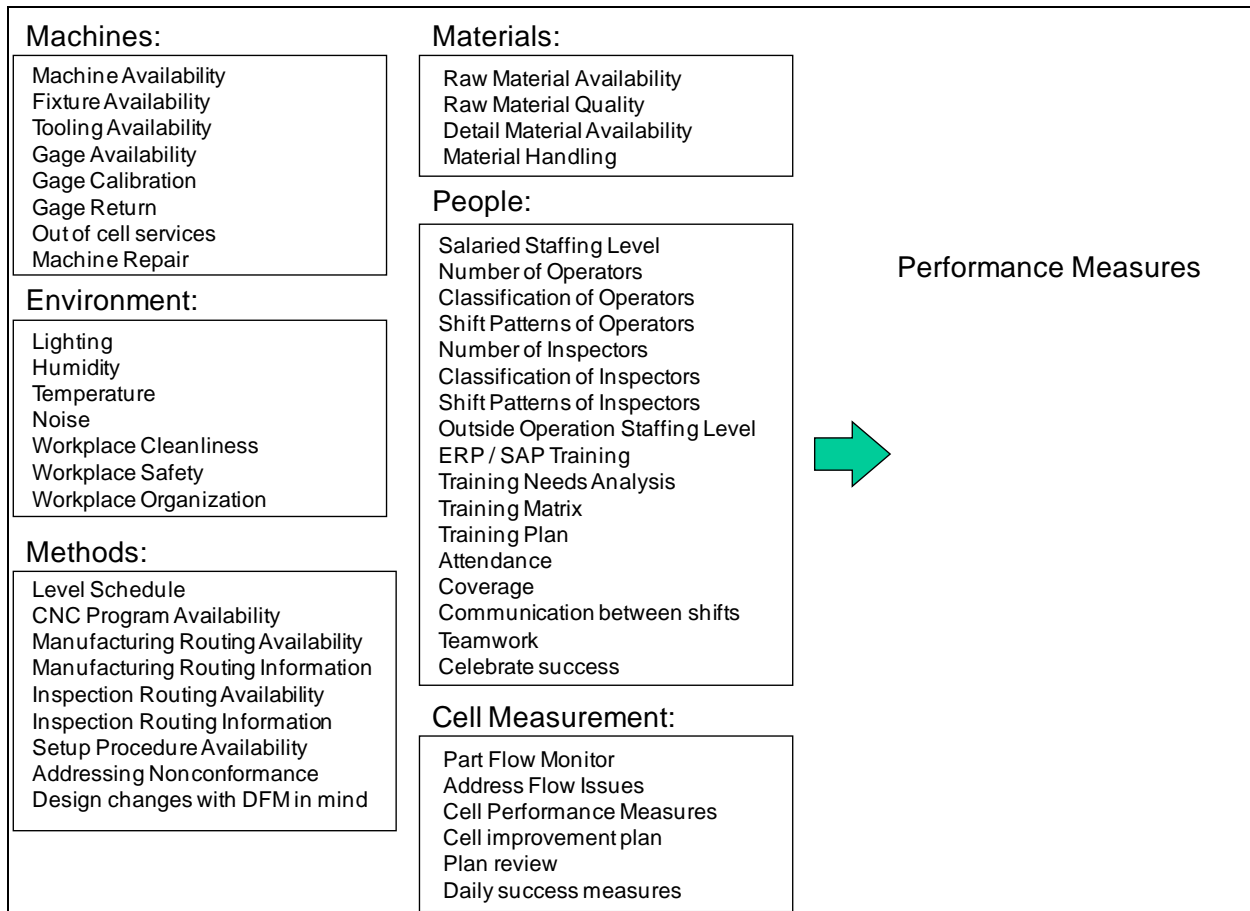 Machines:
Machine Availability
Fixture Availability
Tooling Availability
Gage Availability
Gage Calibration
Gage Return
Out of cell services
Machine Repair
Environment:
Lighting
Humidity
Temperature
Noise
Workplace Cleanliness
Workplace Safety
Workplace Organization
Methods:
Level Schedule
CNC Program Availability
Manufacturing Routing Availability
Manufacturing Routing Information
Inspection Routing Availability
Inspection Routing Information
Setup Procedure Availability
Addressing Nonconformance
Design changes with DFM in mind
Materials:
Raw Material Availability
Raw Material Quality
Detail Material Availability
Material Handling
People:
Salaried Staffing Level
Number of Operators
Classification of Operators
Shift Patterns of Operators
Number of Inspectors
Classification of Inspectors
Shift Patterns of Inspectors
Outside Operation Staffing Level
ERP / SAP Training
Training Needs Analysis
Training Matrix
Training Plan
Attendance
Coverage
Communication between shifts
Teamwork
Celebrate success
Cell Measurement:
Part Flow Monitor
Address Flow Issues
Cell Performance Measures
Cell improvement plan
Plan review
Daily success measures
Performance Measures